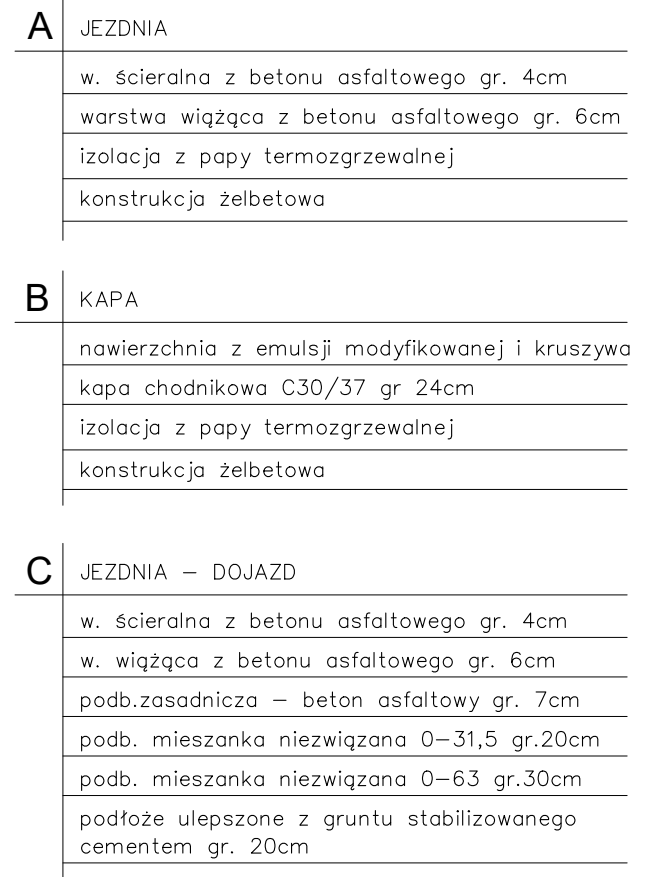 A JEZDNIA
w. ścieralna z betonu asfaltowego gr. 4cm
warstwa wiążąca z betonu asfaltowego gr. 6cm
izolacja z papy termozgrzewalnej
konstrukcja żelbetowa
B KAPA
nawierzchnia z emulsji modyfikowanej i kruszywa
kapa chodnikowa C30/37 gr 24cm
izolacja z papy termozgrzewalnej
konstrukcja żelbetowa
C JEZDNIA – DOJAZD
w. ścieralna z betonu asfaltowego gr. 4cm
w. wiążąca z betonu asfaltowego gr. 6cm
podb.zasadnicza – beton asfaltowy gr. 7cm
podb. mieszanka niezwiązana 0–31,5 gr.20cm
podb. mieszanka niezwiązana 0–63 gr.30cm
podłoże ulepszone z gruntu stabilizowanego
cementem gr. 20cm